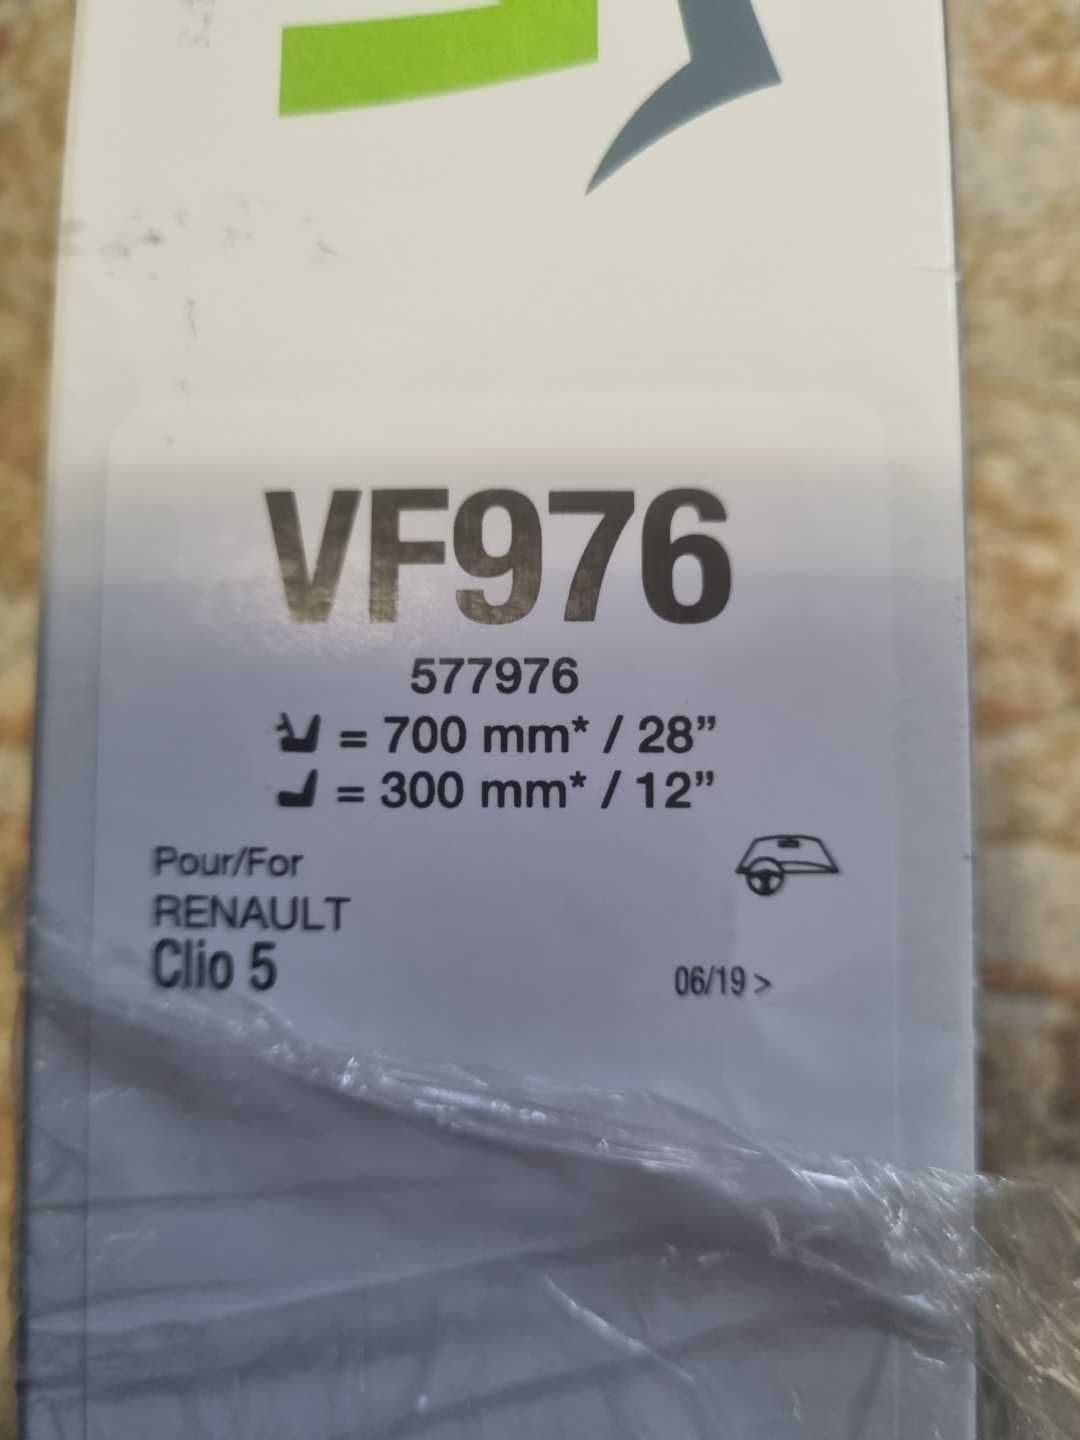 VF976
577976
= 700 mm* / 28”
= 300 mm* / 12”
Pour/For
RENAULT
Clio 5
06/19 >